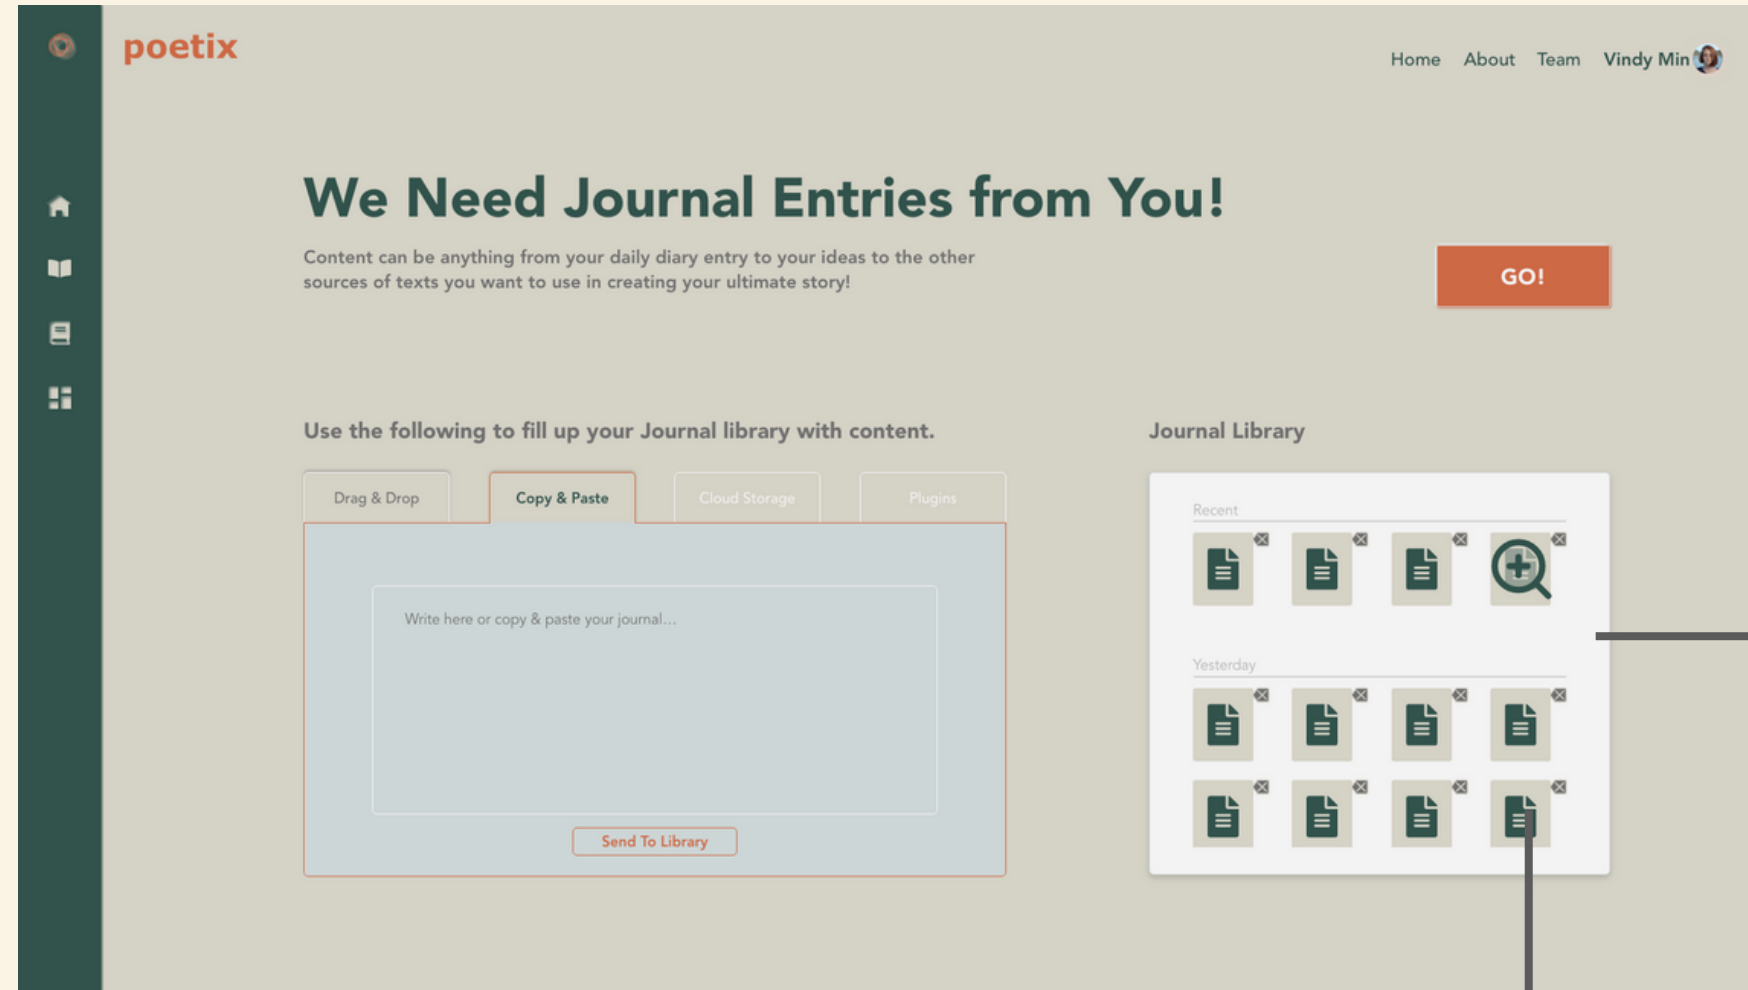 poetix
Home About Team Vindy Min
We Need Journal Entries from You!
Content can be anything from your daily diary entry to your ideas to the other
sources of texts you want to use in creating your ultimate story!
GO!
Use the following to fill up your Journal library with content.
Journal Library
Drag & Drop
Copy & Paste
Cloud Storage
Plugins
Write here or copy & paste your journal...
Send To Library
Recent
Yesterday